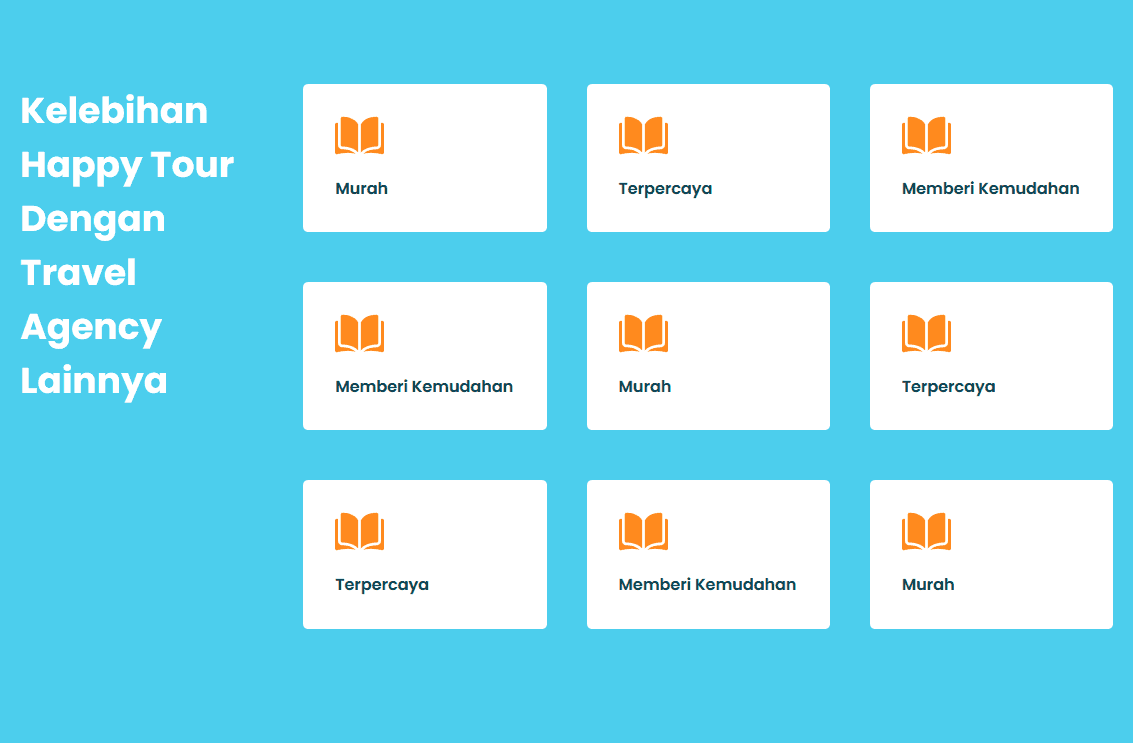 Kelebihan
Happy Tour
Dengan
Travel
Agency
Lainnya
Murah
Terpercaya
Memberi Kemudahan
Memberi Kemudahan
Murah
Terpercaya
Terpercaya
Memberi Kemudahan
Murah